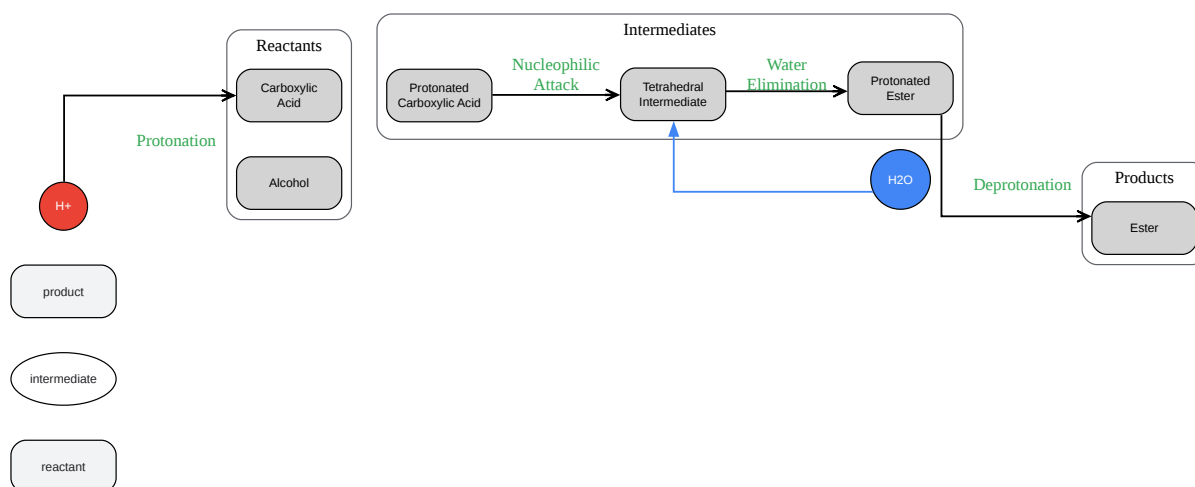 Reactants
Carboxylic
Acid
Alcohol
Protonation
H+
Intermediates
Protonated
Carboxylic Acid
Nucleophilic
Attack
Tetrahedral
Intermediate
Water
Elimination
Protonated
Ester
H2O
Deprotonation
Products
Ester
product
intermediate
reactant